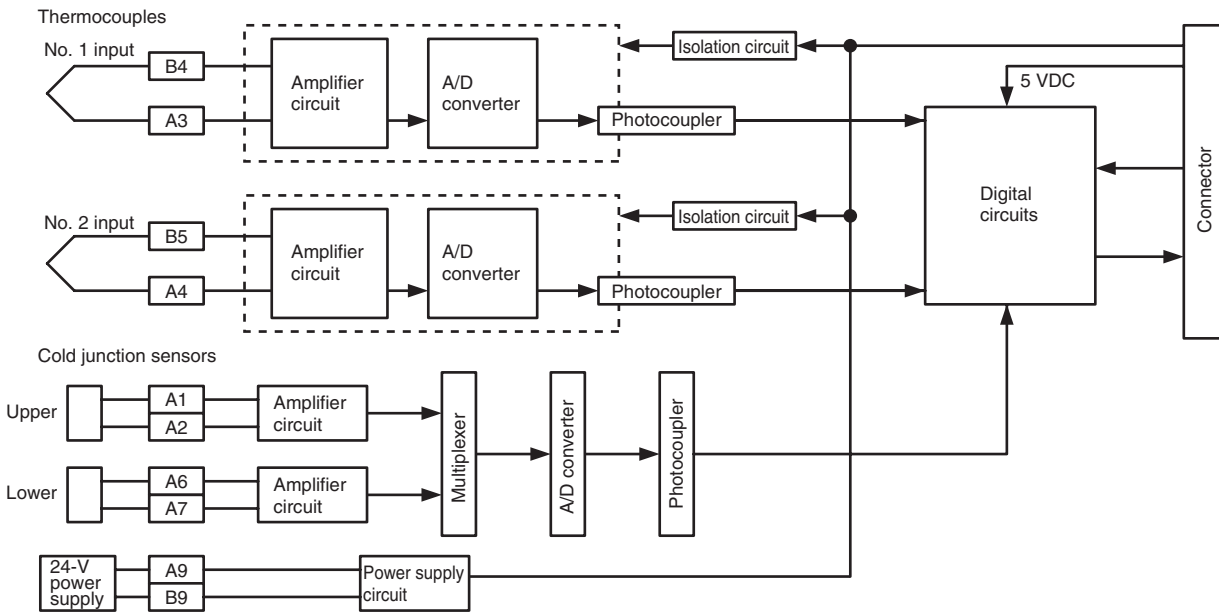 Thermocouples
No. 1 input
B4
A3
Amplifier
circuit
A/D
converter
Isolation circuit
Photocoupler
5 VDC
Digital
circuits
Connector
No. 2 input
B5
A4
Amplifier
circuit
A/D
converter
Isolation circuit
Photocoupler
Cold junction sensors
Upper
A1
A2
Amplifier
circuit
Lower
A6
A7
Amplifier
circuit
Multiplexer
A/D converter
Photocoupler
24-V
power
supply
A9
B9
Power supply
circuit